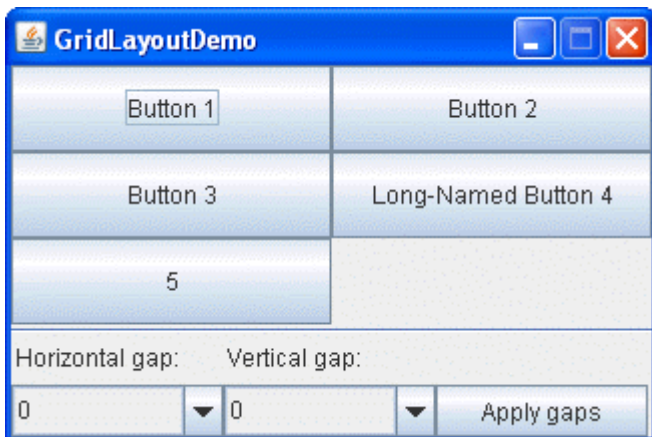 GridLayoutDemo
Button 1 Button 2
Button 3 Long-Named Button 4
5
Horizontal gap: Vertical gap:
0 0 Apply gaps